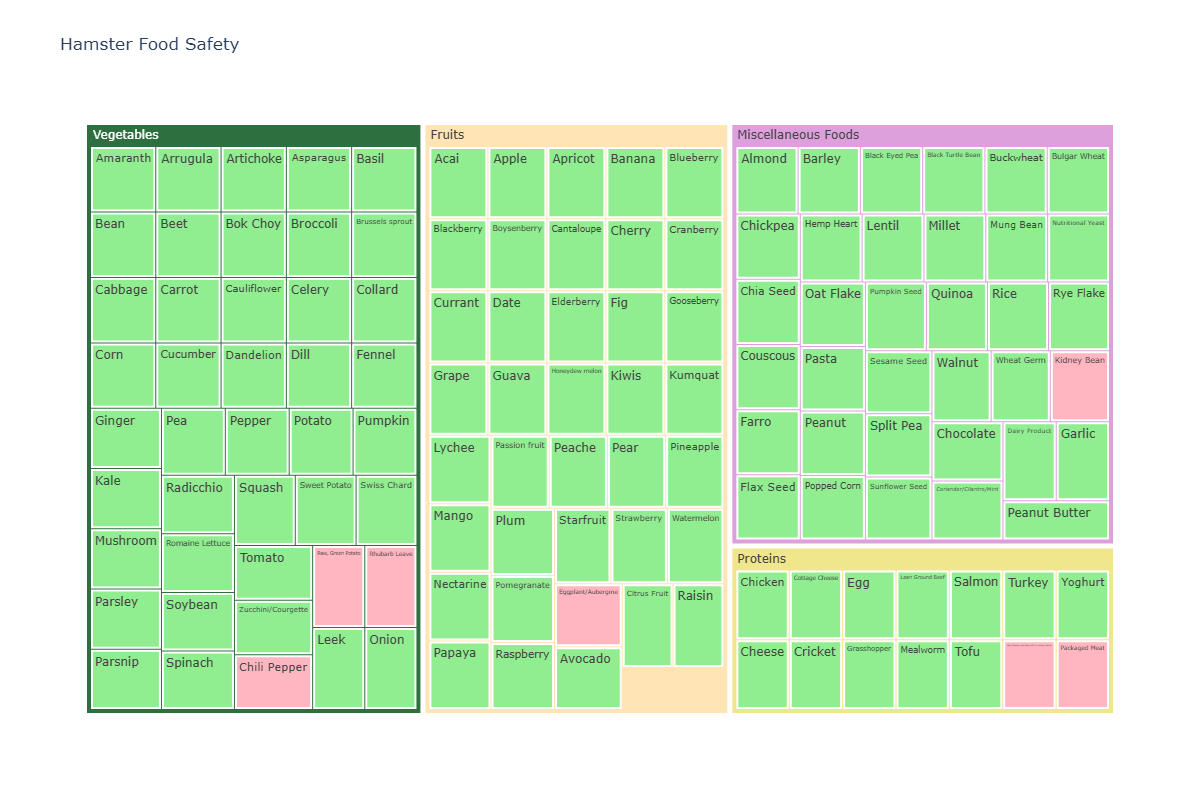 Hamster Food Safety
Vegetables
Amaranth
Arrugula
Artichoke
Asparagus
Basil
Bean
Beet
Bok Choy
Broccoli
Brussels sprout
Cabbage
Carrot
Cauliflower
Celery
Collard
Corn
Cucumber
Dandelion
Dill
Fennel
Ginger
Pea
Pepper
Potato
Pumpkin
Kale
Radicchio
Squash
Sweet Potato
Swiss Chard
Mushroom
Romaine Lettuce
Tomato
Raw, Green Potato
Rhubarb Leave
Parsley
Soybean
Zucchini/Courgette
Leek
Onion
Parsnip
Spinach
Chili Pepper
Fruits
Acai
Apple
Apricot
Banana
Blueberry
Blackberry
Boysenberry
Cantaloupe
Cherry
Cranberry
Currant
Date
Elderberry
Fig
Gooseberry
Grape
Guava
Honeydew melon
Kiwis
Kumquat
Lychee
Passion fruit
Peache
Pear
Pineapple
Mango
Plum
Starfruit
Strawberry
Watermelon
Nectarine
Pomegranate
Eggplant/Aubergine
Citrus Fruit
Raisin
Papaya
Raspberry
Avocado
Miscellaneous Foods
Almond
Barley
Black Eyed Pea
Black Turtle Bean
Buckwheat
Bulgar Wheat
Chickpea
Hemp Heart
Lentil
Millet
Mung Bean
Nutritional Yeast
Chia Seed
Oat Flake
Pumpkin Seed
Quinoa
Rice
Rye Flake
Couscous
Pasta
Sesame Seed
Walnut
Wheat Germ
Kidney Bean
Farro
Peanut
Split Pea
Chocolate
Dairy Product
Garlic
Flax Seed
Popped Corn
Sunflower Seed
Coriander/Cilantro/Mint
Peanut Butter
Proteins
Chicken
Cottage Cheese
Egg
Lean Ground Beef
Salmon
Turkey
Yoghurt
Cheese
Cricket
Grasshopper
Mealworm
Tofu
Packaged Meat